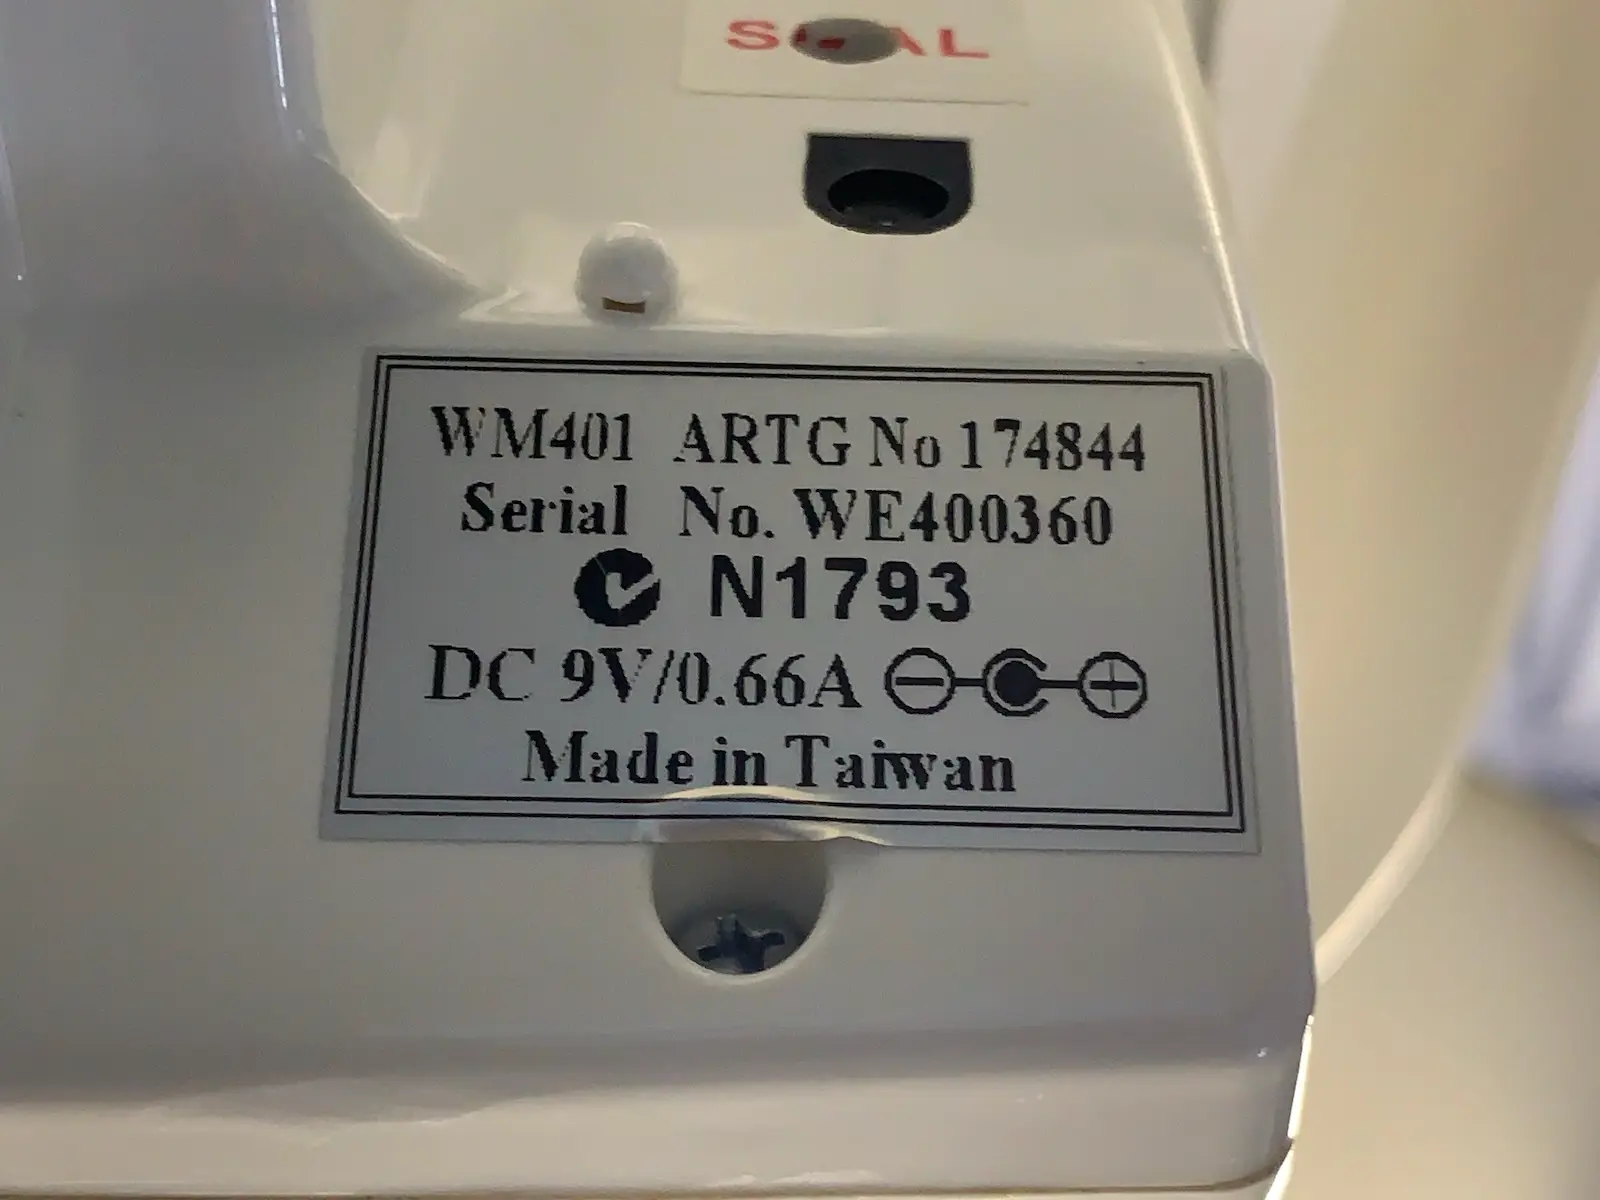 WM401 ARTG No 174844
Serial No. WE400360
N1793
DC 9V/0.66A
Made in Taiwan